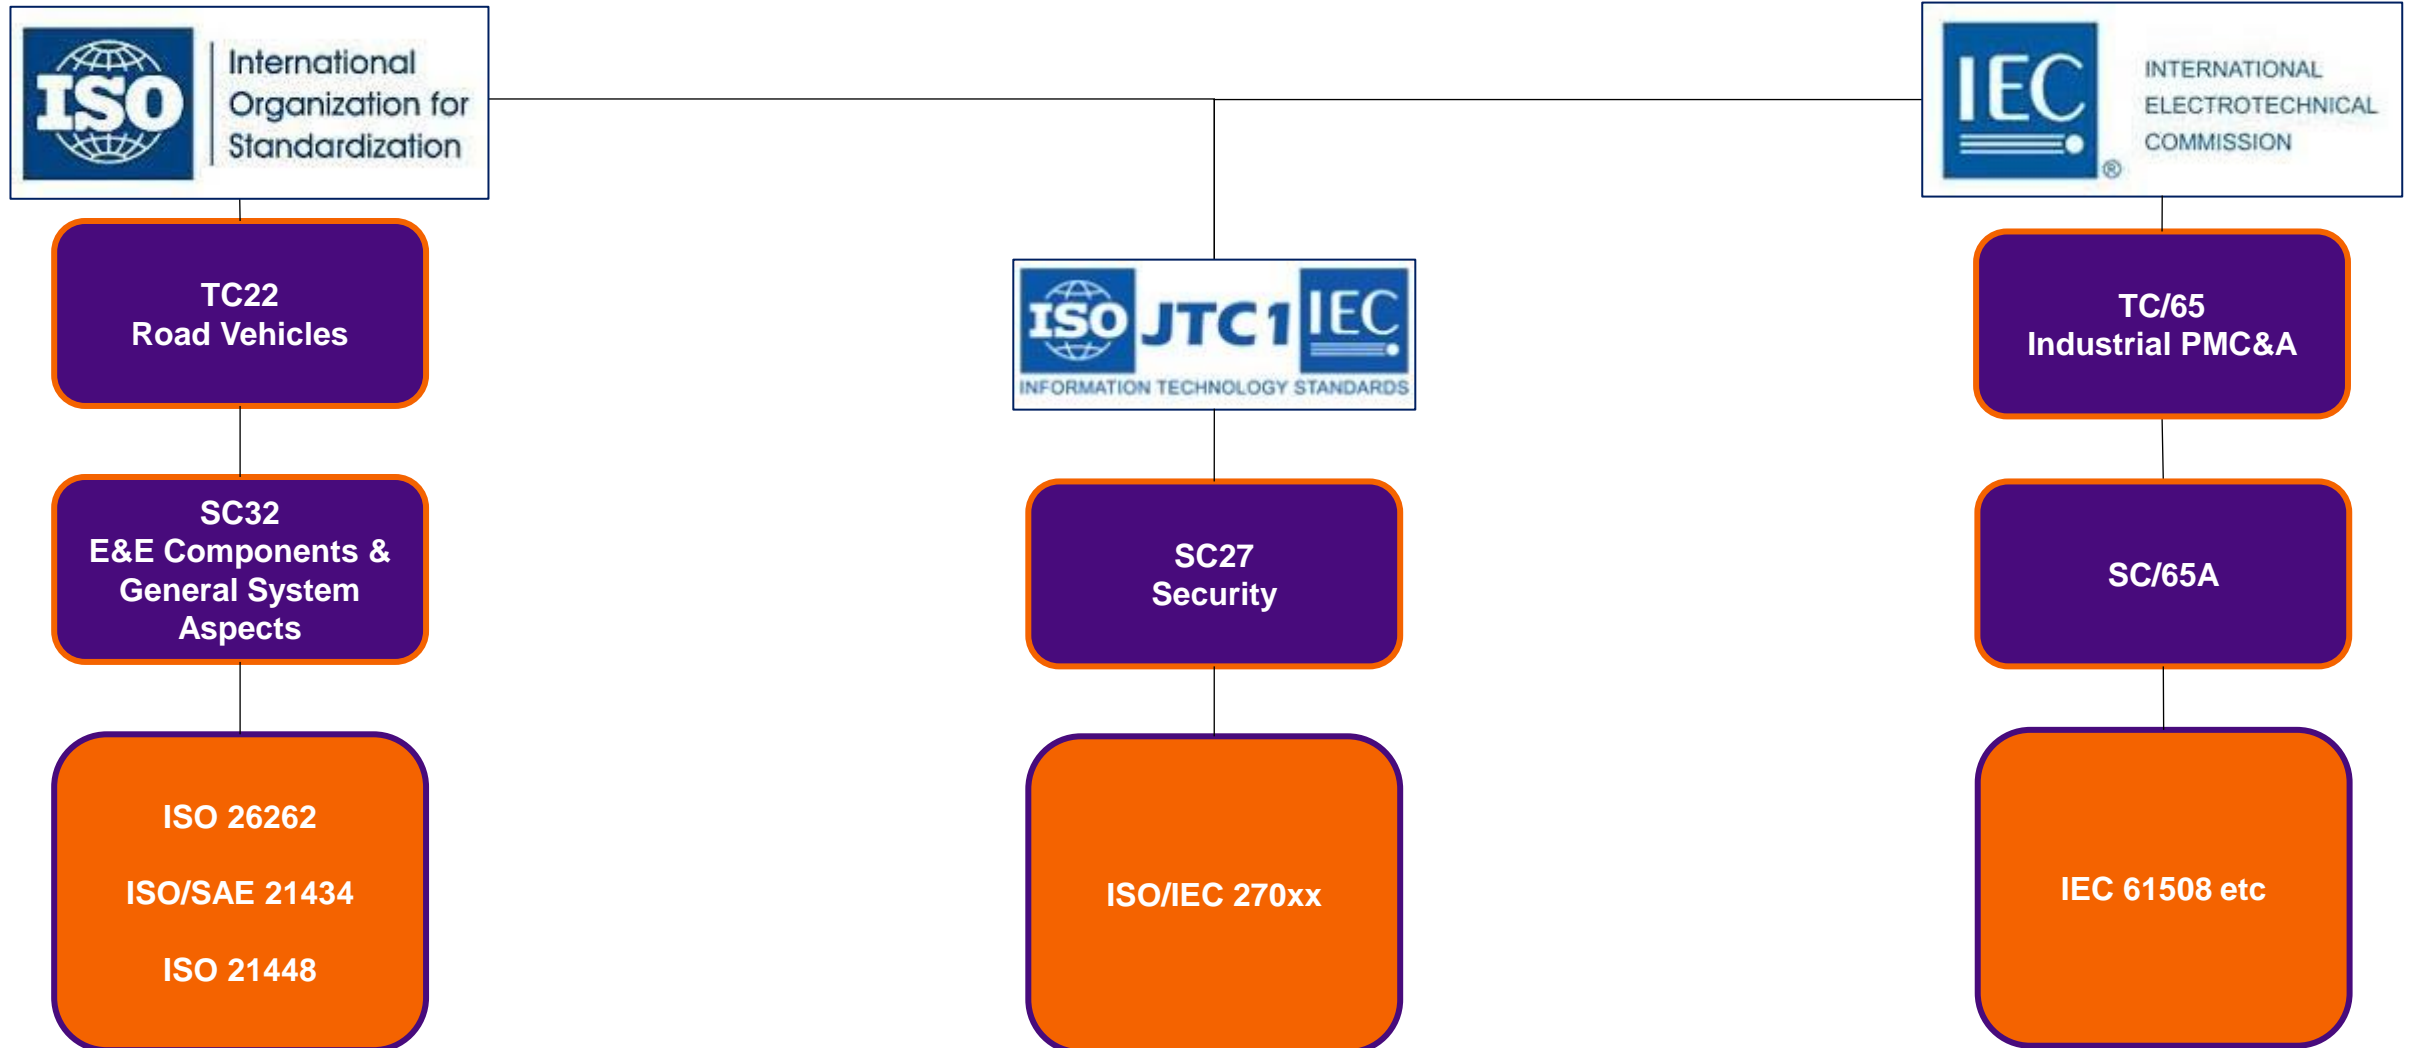 ISO
International
Organization for
Standardization
IEC
®
INTERNATIONAL
ELECTROTECHNICAL
COMMISSION
TC22
Road Vehicles
ISO JTC1 IEC
INFORMATION TECHNOLOGY STANDARDS
TC/65
Industrial PMC&A
SC32
E&E Components &
General System
Aspects
SC27
Security
SC/65A
ISO 26262
ISO/SAE 21434
ISO 21448
ISO/IEC 270xx
IEC 61508 etc